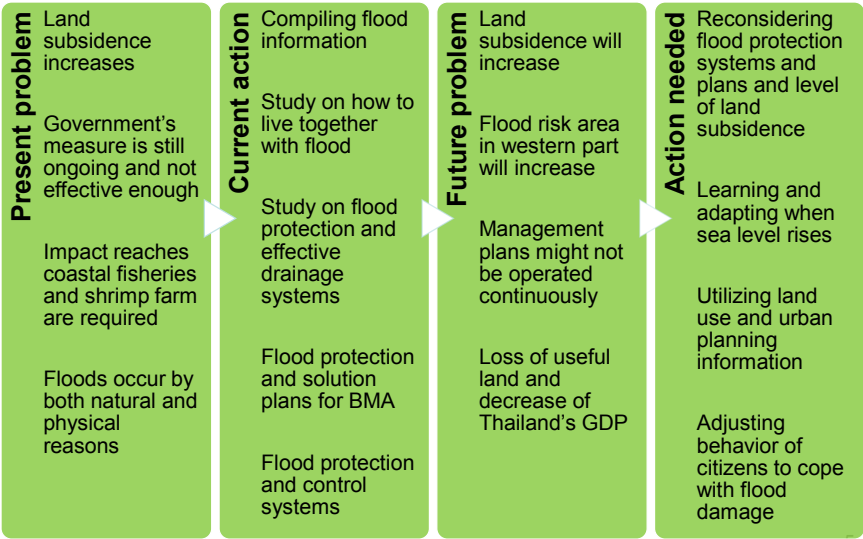 Present problem
Land
subsidence
increases
Government's
measure is still
ongoing and not
effective enough
Impact reaches
coastal fisheries
and shrimp farm
are required
Floods occur by
both natural and
physical
reasons
Current action
Compiling flood
information
Study on how to
live together
with flood
Study on flood
protection and
effective
drainage
systems
Flood protection
and solution
plans for BMA
Flood protection
and control
systems
Future problem
Land
subsidence will
increase
Flood risk area
in western part
will increase
Management
plans might not
be operated
continuously
Loss of useful
land and
decrease of
Thailand's GDP
Action needed
Reconsidering
flood protection
systems and
plans and level
of land
subsidence
Learning and
adapting when
sea level rises
Utilizing land
use and urban
planning
information
Adjusting
behavior of
citizens to cope
with flood
damage